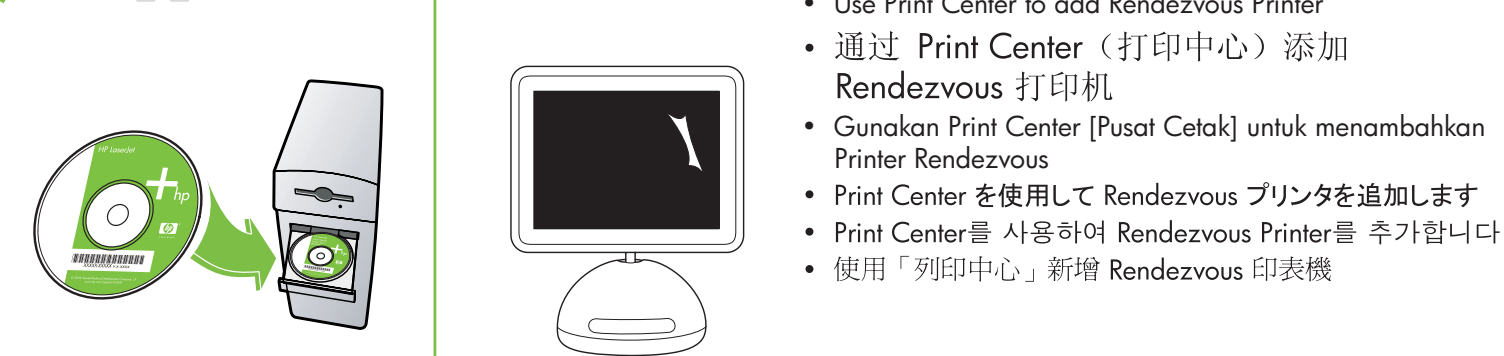 • Use Print Center to add Rendezvous Printer
• 通过 Print Center（打印中心）添加
Rendezvous 打印机
• Gunakan Print Center [Pusat Cetak] untuk menambahkan
Printer Rendezvous
• Print Center を使用して Rendezvous プリンタを追加します
• Print Center를 사용하여 Rendezvous Printer를 추가합니다
• 使用「列印中心」新增 Rendezvous 印表機
HP LaserJet
hp